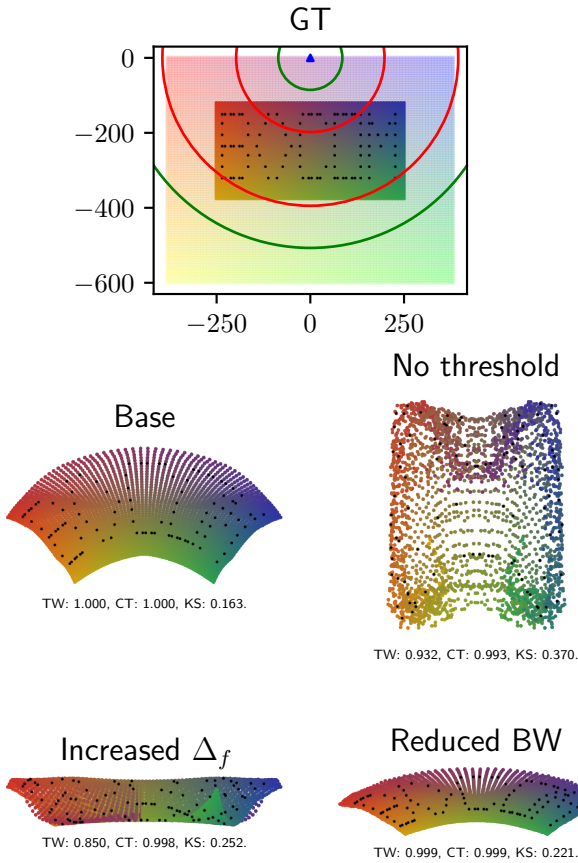 GT
0
−200
−400
−600
−250 0 250
No threshold
Base
TW: 1.000, CT: 1.000, KS: 0.163.
TW: 0.932, CT: 0.993, KS: 0.370.
Increased Δ_f
Reduced BW
TW: 0.850, CT: 0.998, KS: 0.252.
TW: 0.999, CT: 0.999, KS: 0.221.